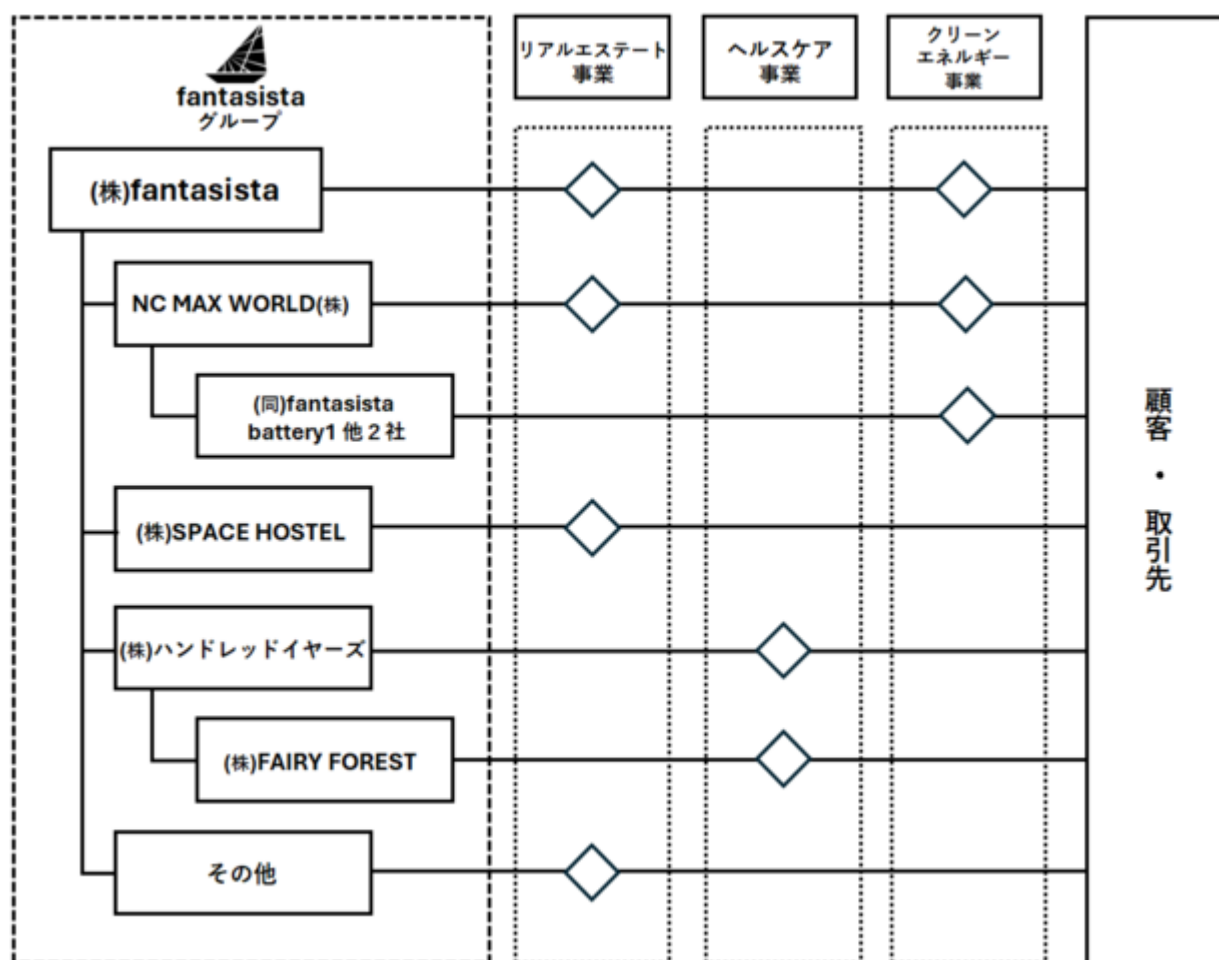 fantasista
グループ
リアルエステート
事業
ヘルスケア
事業
クリーン
エネルギー
事業
(株)fantasista
NC MAX WORLD(株)
(同)fantasista
battery1 他２社
(株)SPACE HOSTEL
(株)ハンドレッドイヤーズ
(株)FAIRY FOREST
その他
顧客・取引先